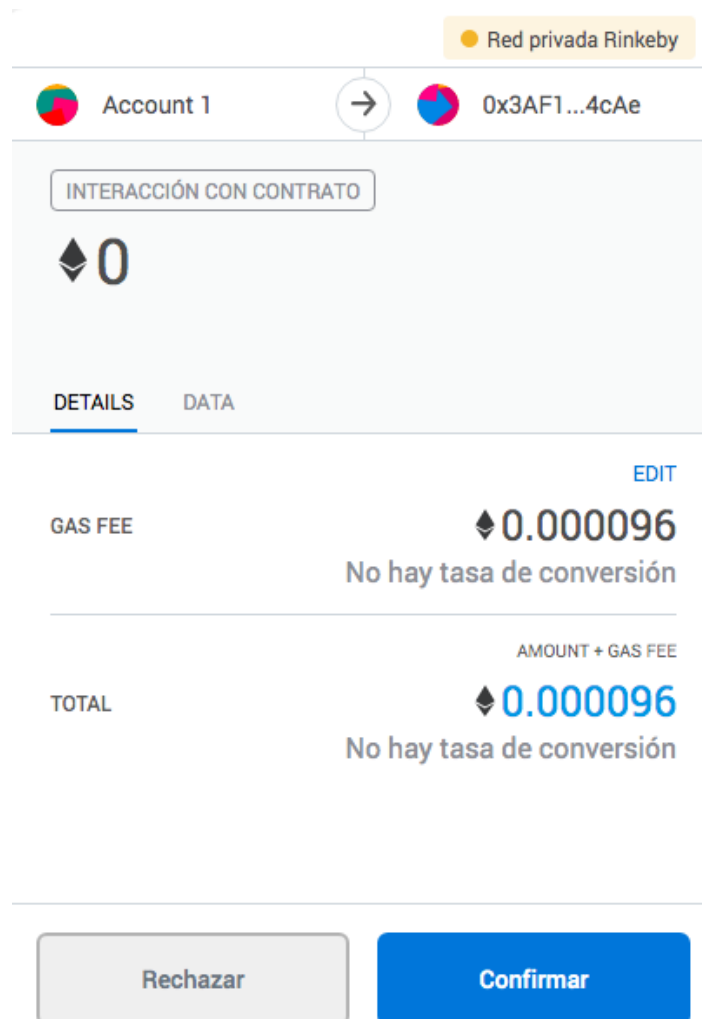 Red privada Rinkeby
Account 1
0x3AF1...4cAe
INTERACCIÓN CON CONTRATO
0
DETAILS DATA
EDIT
GAS FEE
0.000096
No hay tasa de conversión
AMOUNT + GAS FEE
TOTAL
0.000096
No hay tasa de conversión
Rechazar
Confirmar